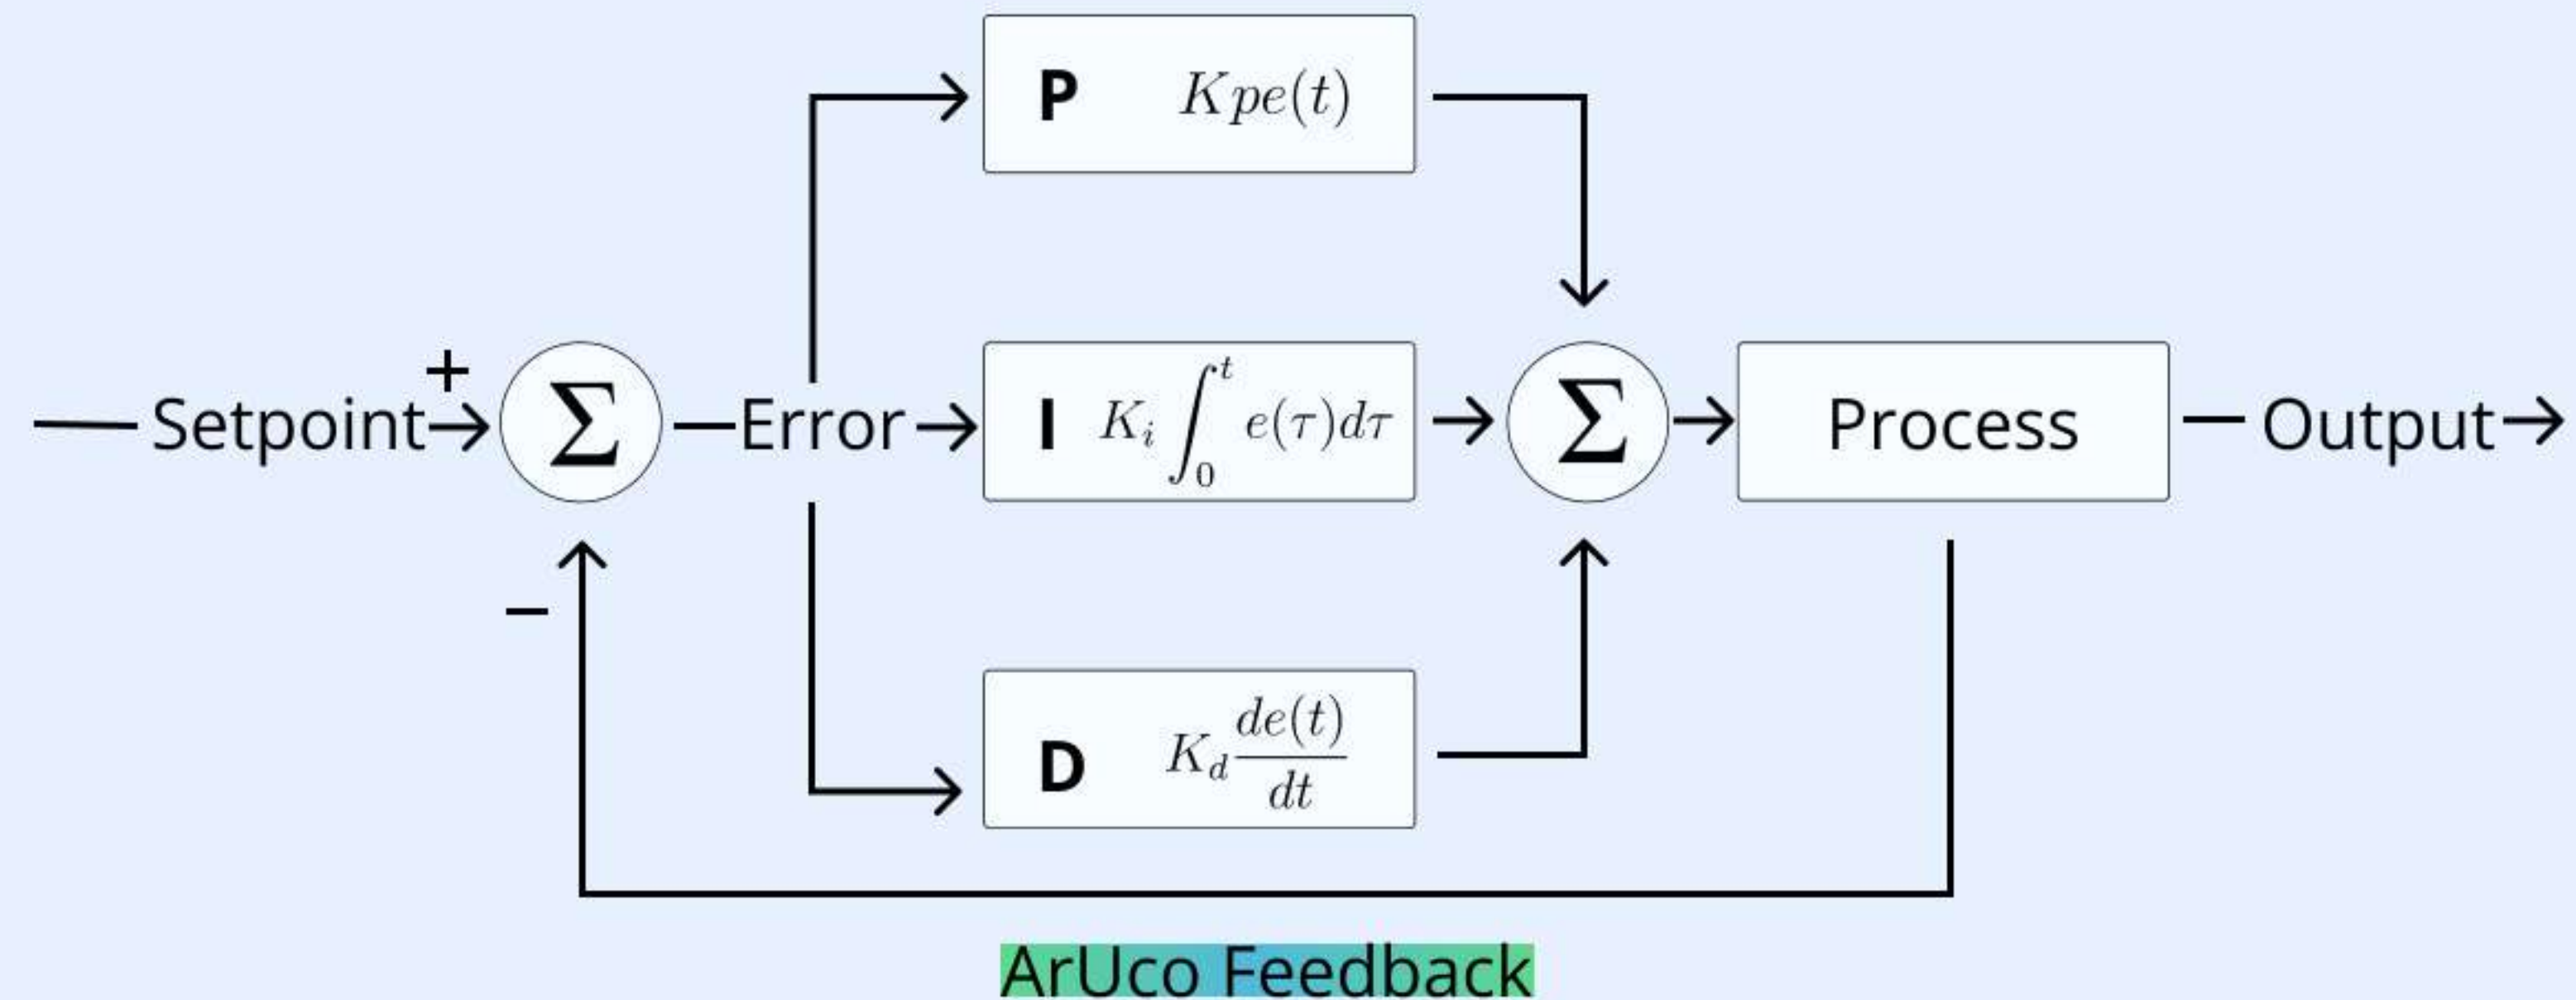 P Kpe(t)
+
Setpoint Σ Error I K_i ∫_0^t e(τ)dτ Σ Process Output
−
D K_d de(t)/dt
ArUco Feedback